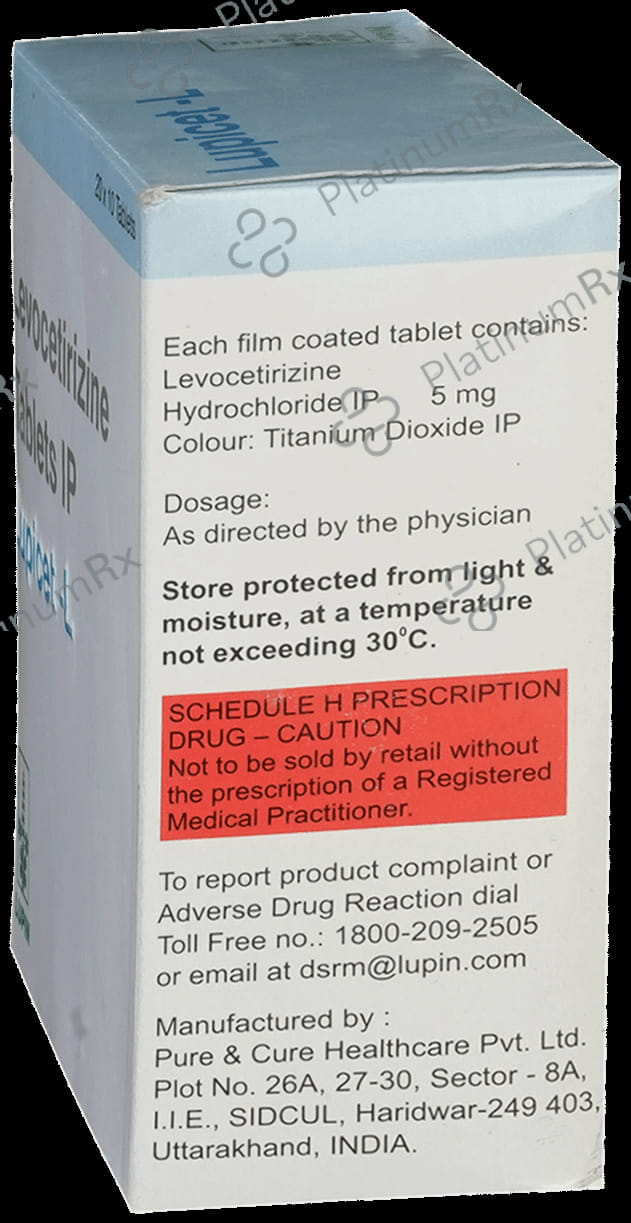 Lupicet -L
20 x 10 Tablets
Levocetirizine
Tablets IP
Lupicet -L
LUPIN
Each film coated tablet contains:
Levocetirizine
Hydrochloride IP 5 mg
Colour: Titanium Dioxide IP
Dosage:
As directed by the physician
Store protected from light &
moisture, at a temperature
not exceeding 30°C.
SCHEDULE H PRESCRIPTION
DRUG – CAUTION
Not to be sold by retail without
the prescription of a Registered
Medical Practitioner.
To report product complaint or
Adverse Drug Reaction dial
Toll Free no.: 1800-209-2505
or email at dsrm@lupin.com
Manufactured by :
Pure & Cure Healthcare Pvt. Ltd.
Plot No. 26A, 27-30, Sector - 8A,
I.I.E., SIDCUL, Haridwar-249 403,
Uttarakhand, INDIA.
PlatinumRx
PlatinumRx
PlatinumRx